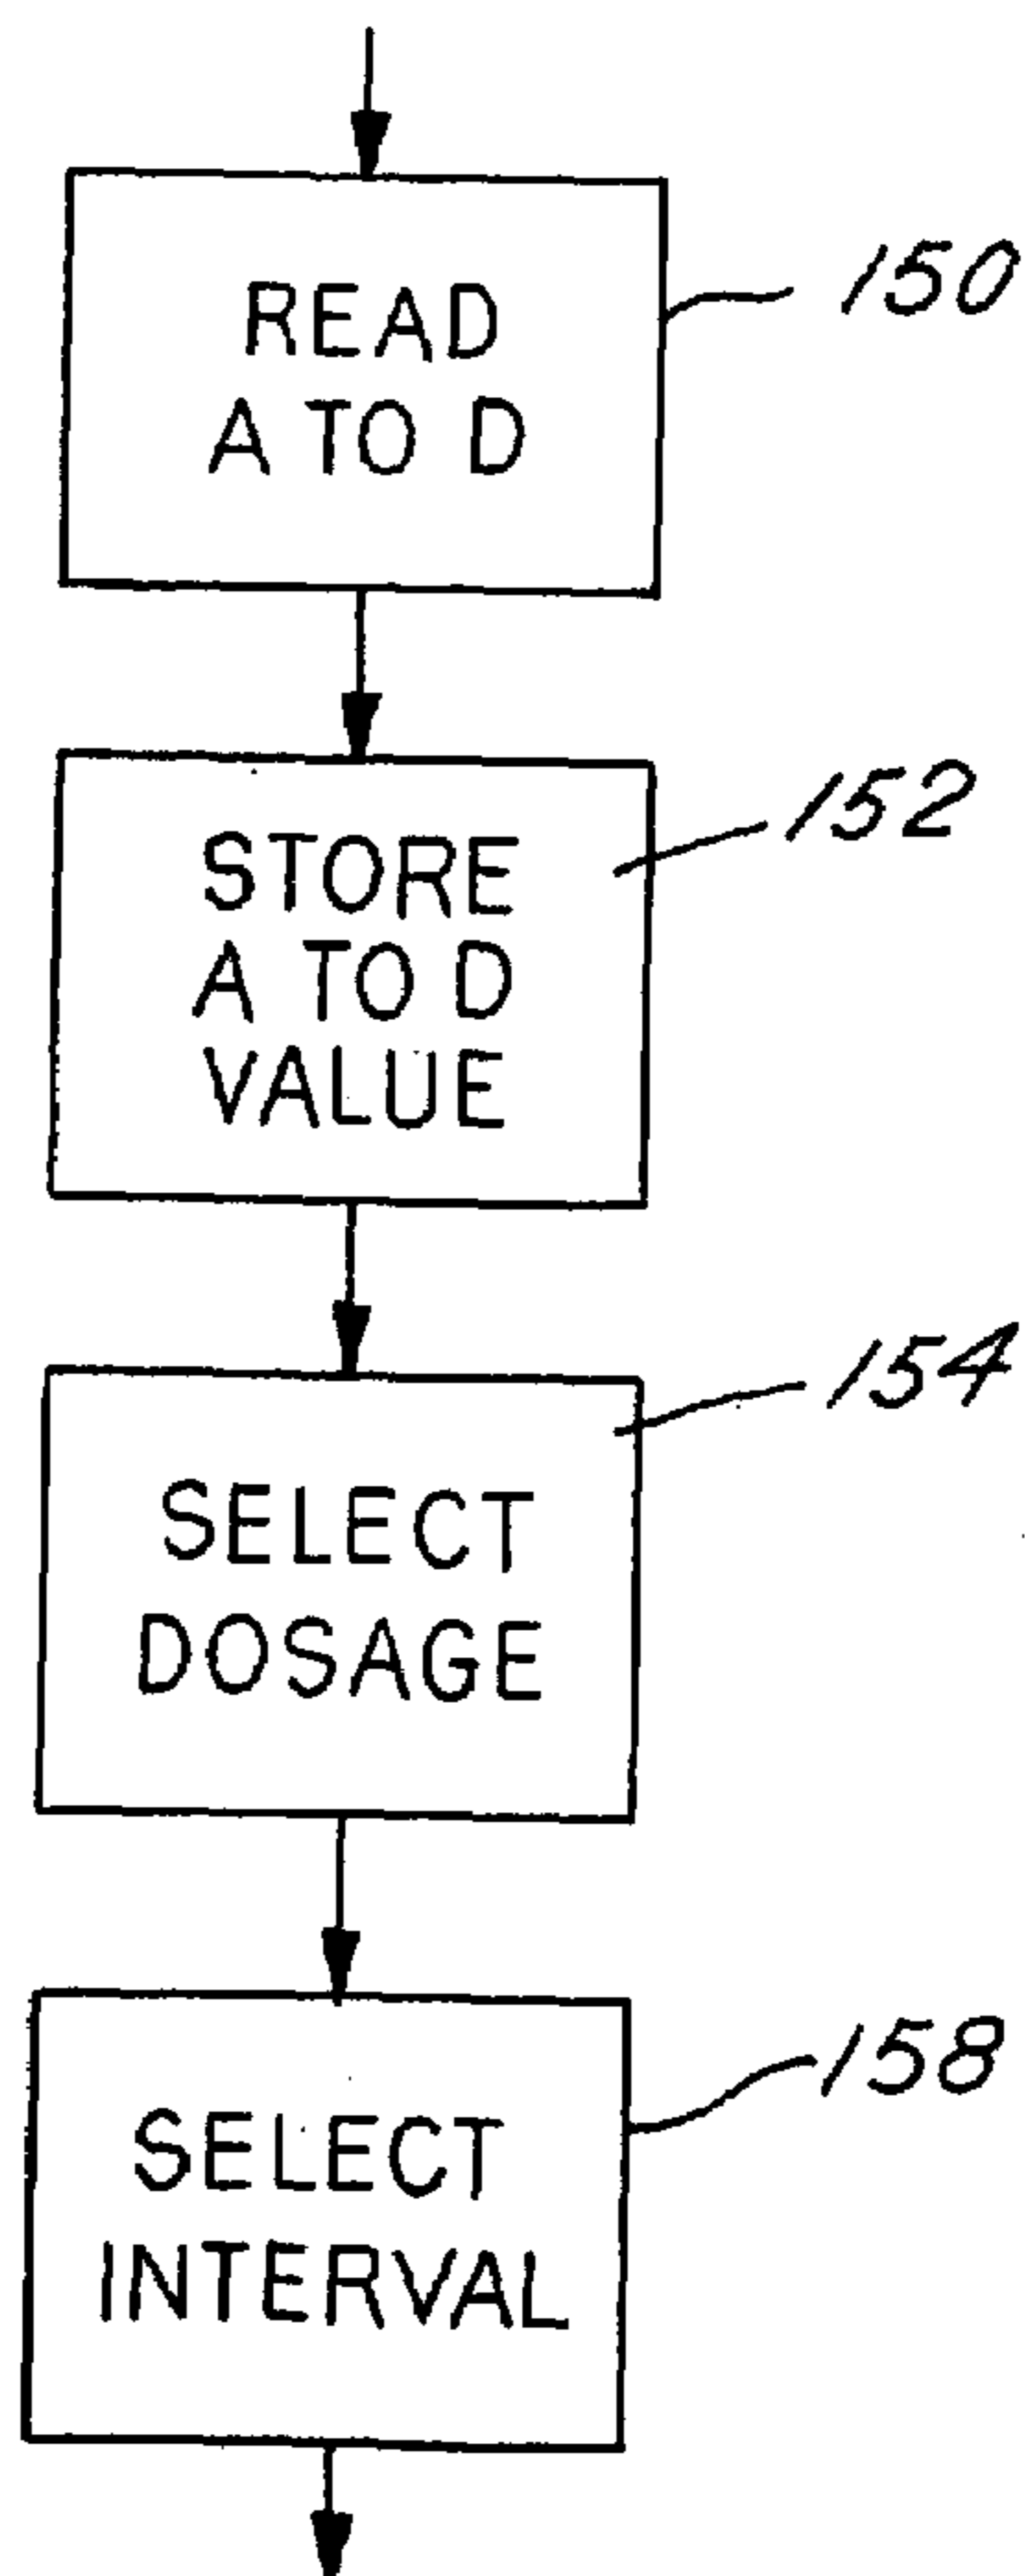 READ
A TO D
150
STORE
A TO D
VALUE
152
SELECT
DOSAGE
154
SELECT
INTERVAL
158